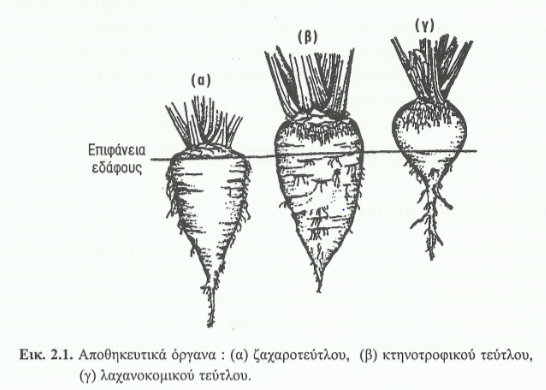 (α)
(β)
(γ)
Επιφάνεια
εδάφους
Εικ. 2.1. Αποθηκευτικά όργανα : (α) ζαχαροτεύτλου, (β) κτηνοτροφικού τεύτλου,
(γ) λαχανοκομικού τεύτλου.